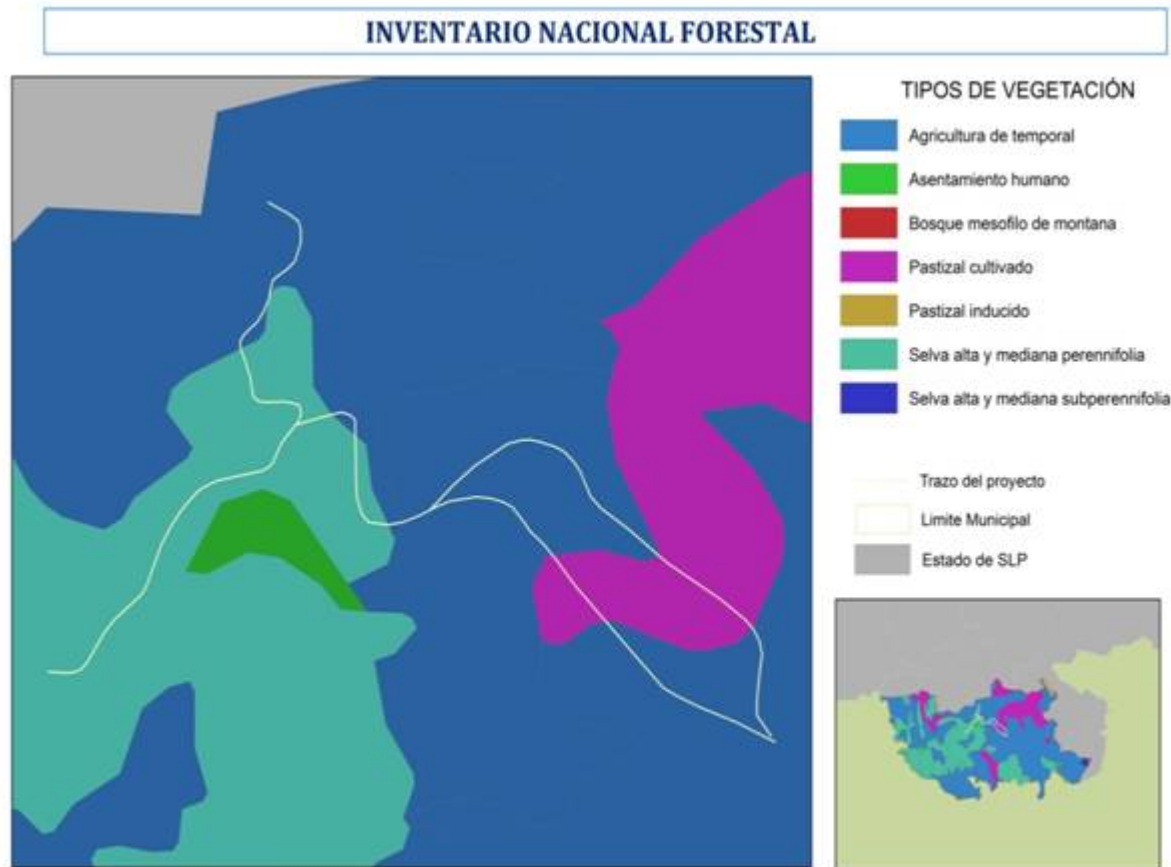 INVENTARIO NACIONAL FORESTAL
TIPOS DE VEGETACIÓN
Agricultura de temporal
Asentamiento humano
Bosque mesofilo de montana
Pastizal cultivado
Pastizal inducido
Selva alta y mediana perennifolia
Selva alta y mediana subperennifolia
Trazo del proyecto
Limite Municipal
Estado de SLP